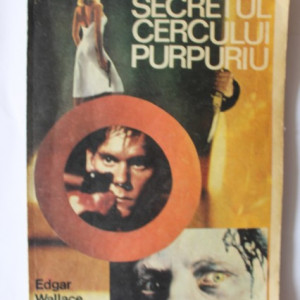 SECRETUL
CERCULUI
PURPURIU
Edgar
Wallace